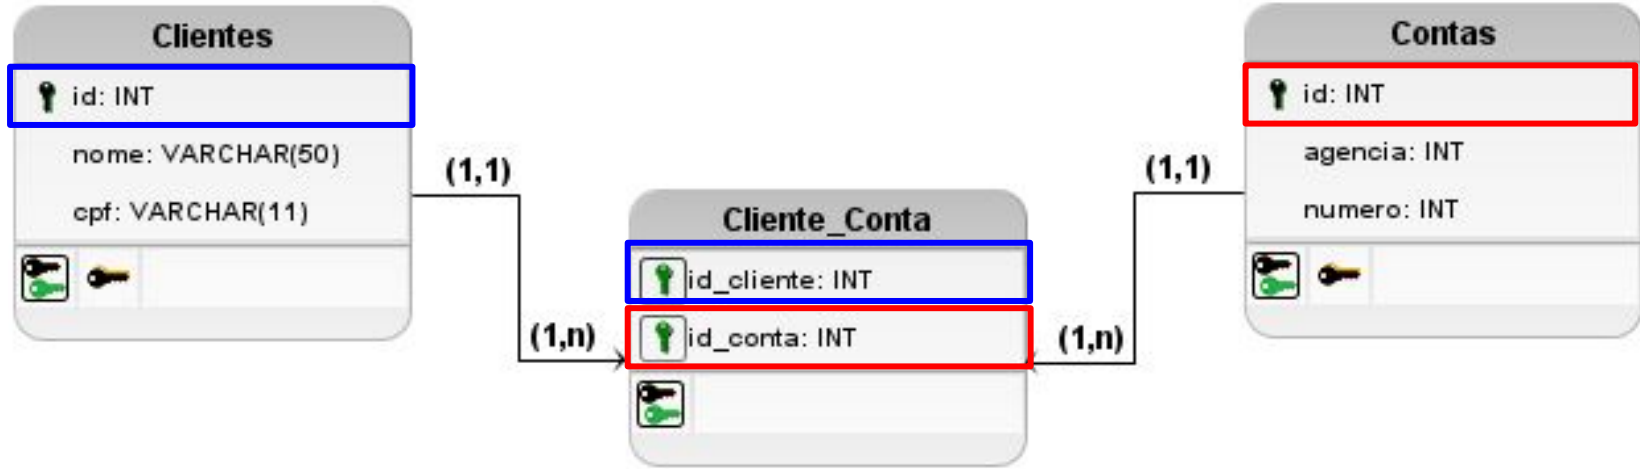 Clientes
id: INT
nome: VARCHAR(50)
cpf: VARCHAR(11)
(1,1)
(1,n)
Cliente_Conta
id_cliente: INT
id_conta: INT
(1,n)
(1,1)
Contas
id: INT
agencia: INT
numero: INT